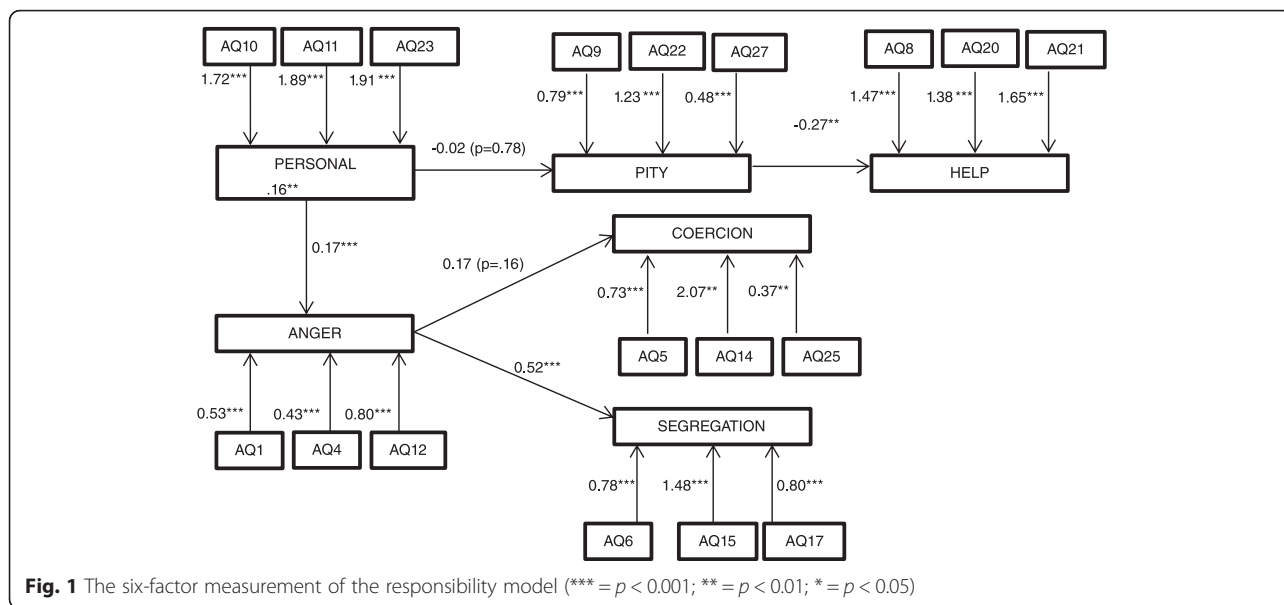 AQ10 AQ11 AQ23 AQ9 AQ22 AQ27 AQ8 AQ20 AQ21
1.72*** 1.89*** 1.91 *** 0.79*** 1.23 *** 0.48*** 1.47*** 1.38 *** 1.65***
-0.02 (p=0.78) -0.27**
PERSONAL PITY HELP
.16**
0.17***
COERCION
0.17 (p=.16)
0.73*** 2.07** 0.37**
ANGER
AQ5 AQ14 AQ25
0.52***
0.53*** 0.43*** 0.80***
SEGREGATION
AQ1 AQ4 AQ12
0.78*** 1.48*** 0.80***
AQ6 AQ15 AQ17
Fig. 1 The six-factor measurement of the responsibility model (*** = p < 0.001; ** = p < 0.01; * = p < 0.05)